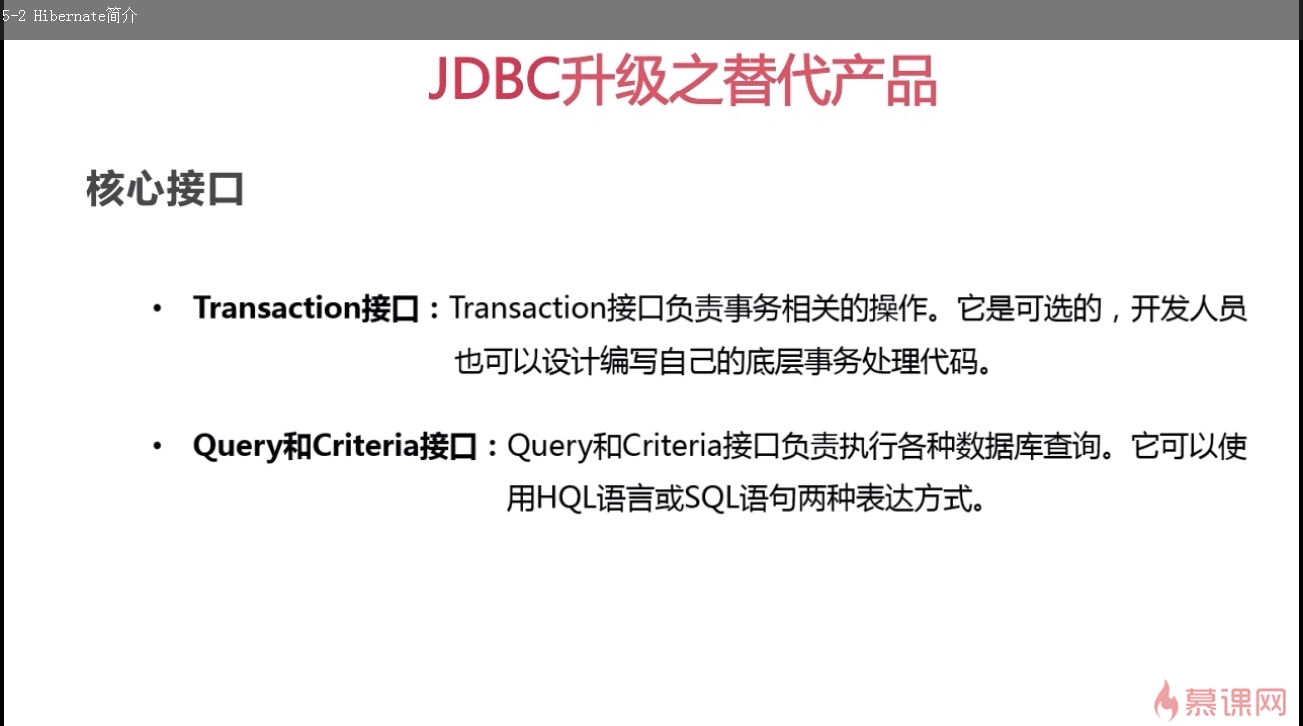 5-2 Hibernate简介
JDBC升级之替代产品
核心接口
• Transaction接口：Transaction接口负责事务相关的操作。它是可选的，开发人员
也可以设计编写自己的底层事务处理代码。
• Query和Criteria接口：Query和Criteria接口负责执行各种数据库查询。它可以使
用HQL语言或SQL语句两种表达方式。
慕课网